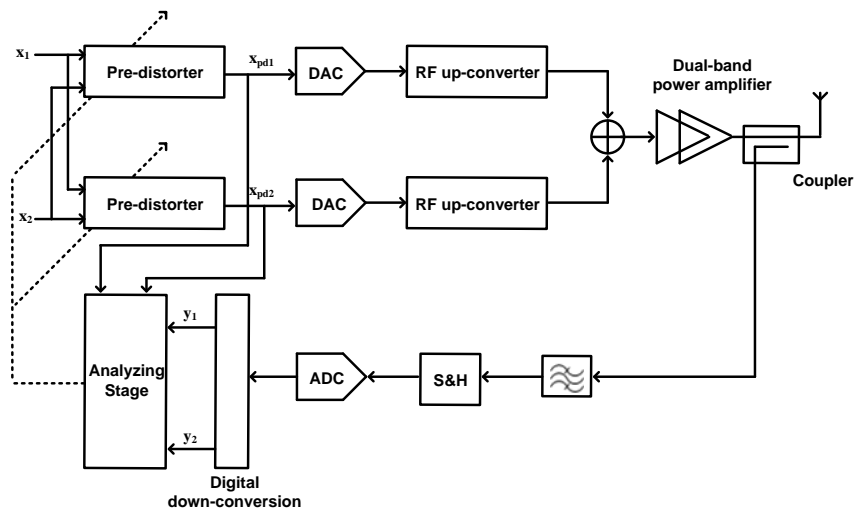 x1
Pre-distorter
xpd1
DAC
RF up-converter
Dual-band
power amplifier
Coupler
x2
Pre-distorter
xpd2
DAC
RF up-converter
Analyzing
Stage
y1
y2
Digital
down-conversion
ADC
S&H